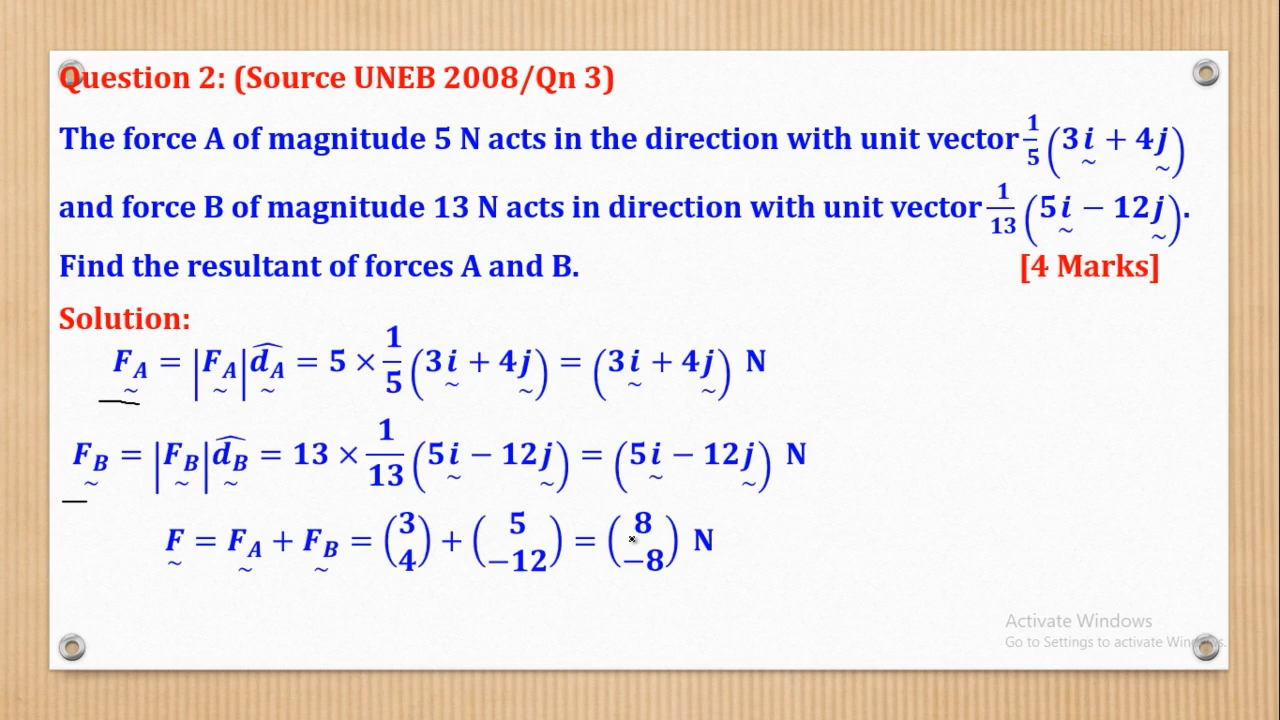 Question 2: (Source UNEB 2008/Qn 3)
The force A of magnitude 5 N acts in the direction with unit vector 1/5 (3i + 4j)
and force B of magnitude 13 N acts in direction with unit vector 1/13 (5i − 12j).
Find the resultant of forces A and B. [4 Marks]
Solution:
F_A = |F_A| d̂_A = 5 × 1/5 (3i + 4j) = (3i + 4j) N
F_B = |F_B| d̂_B = 13 × 1/13 (5i − 12j) = (5i − 12j) N
F = F_A + F_B = (3 4) + (5 −12) = (8 −8) N
Activate Windows
Go to Settings to activate Windows.